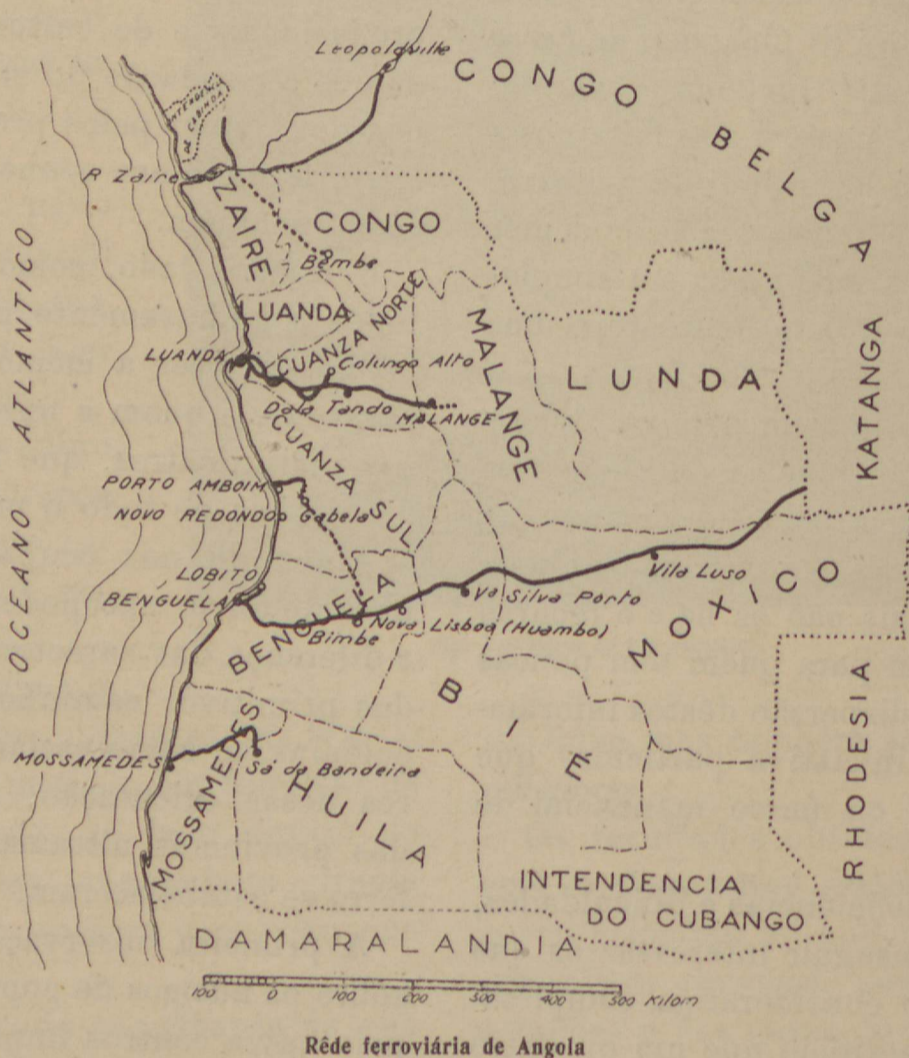 Leopoldville
CONGO BELGA
INTENDENCIA
DE CABINDA
R Zaire
ZAIRE
CONGO
Bembe
OCEANO ATLANTICO
LUANDA
CUANZA NORTE
MALANGE
LUNDA
KATANGA
LUANDA
Colungo Alto
Dala Tando
MALANGE
CUANZA SUL
PORTO AMBOIM
NOVO REDONDO
Gabela
LOBITO
BENGUELA
BENGUELA
Bimbe
Nova Lisboa (Huambo)
Va Silva Porto
Vila Luso
MOXICO
BIÉ
RHODESIA
MOSSAMEDES
MOSSAMEDES
Sá da Bandeira
HUILA
INTENDENCIA
DO CUBANGO
DAMARALANDIA
100 0 100 200 300 400 500 Kilom
Rêde ferroviária de Angola